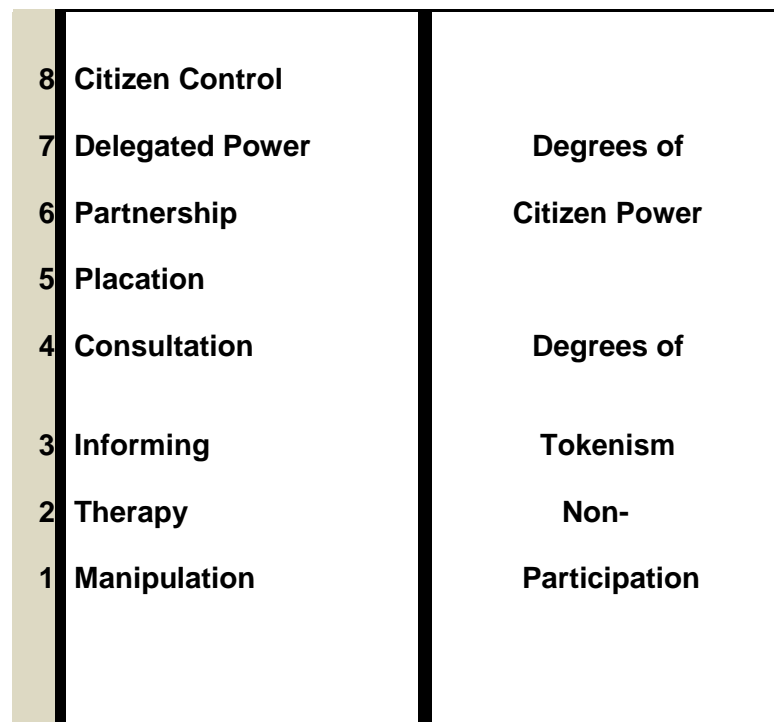 8 Citizen Control
7 Delegated Power Degrees of
6 Partnership Citizen Power
5 Placation
4 Consultation Degrees of
3 Informing Tokenism
2 Therapy Non-
1 Manipulation Participation